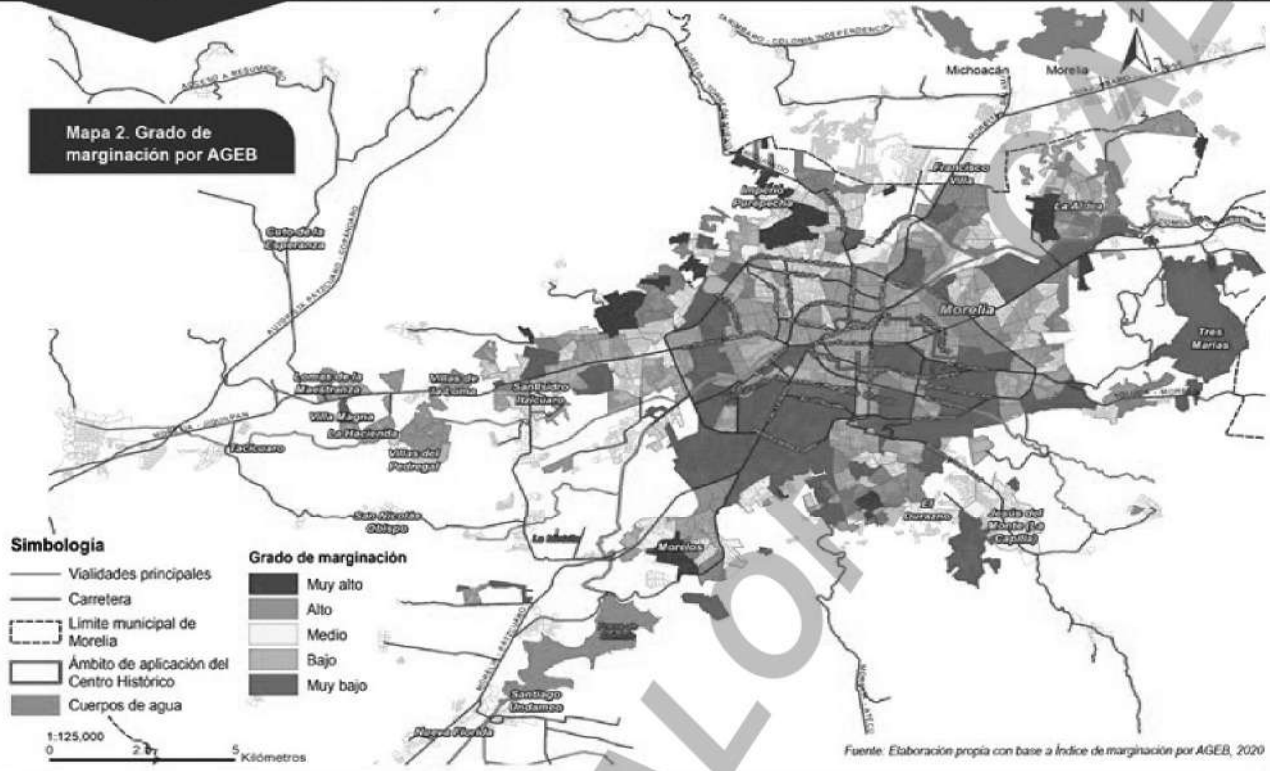 Mapa 2. Grado de
marginación por AGEB
N
Michoacán
Morelia
Francisco
Villa
Imperio
Purépecha
Cuto de la
Esperanza
Morelia
Tres
Marías
Lomas de la
Maestranza
Villas de
la Loma
San Isidro
Itzícuaro
Villa Magna
La Hacienda
Tacícuaro
Villas del
Pedregal
San Nicolás
Obispo
El
Durazno
Jesús del
Monte (La
Capilla)
Morelos
Santiago
Undameo
Nueva Florida
Simbología
Vialidades principales
Carretera
Límite municipal de
Morelia
Ámbito de aplicación del
Centro Histórico
Cuerpos de agua
Grado de marginación
Muy alto
Alto
Medio
Bajo
Muy bajo
1:125,000
0
5
Kilómetros
Fuente: Elaboración propia con base a Índice de marginación por AGEB, 2020